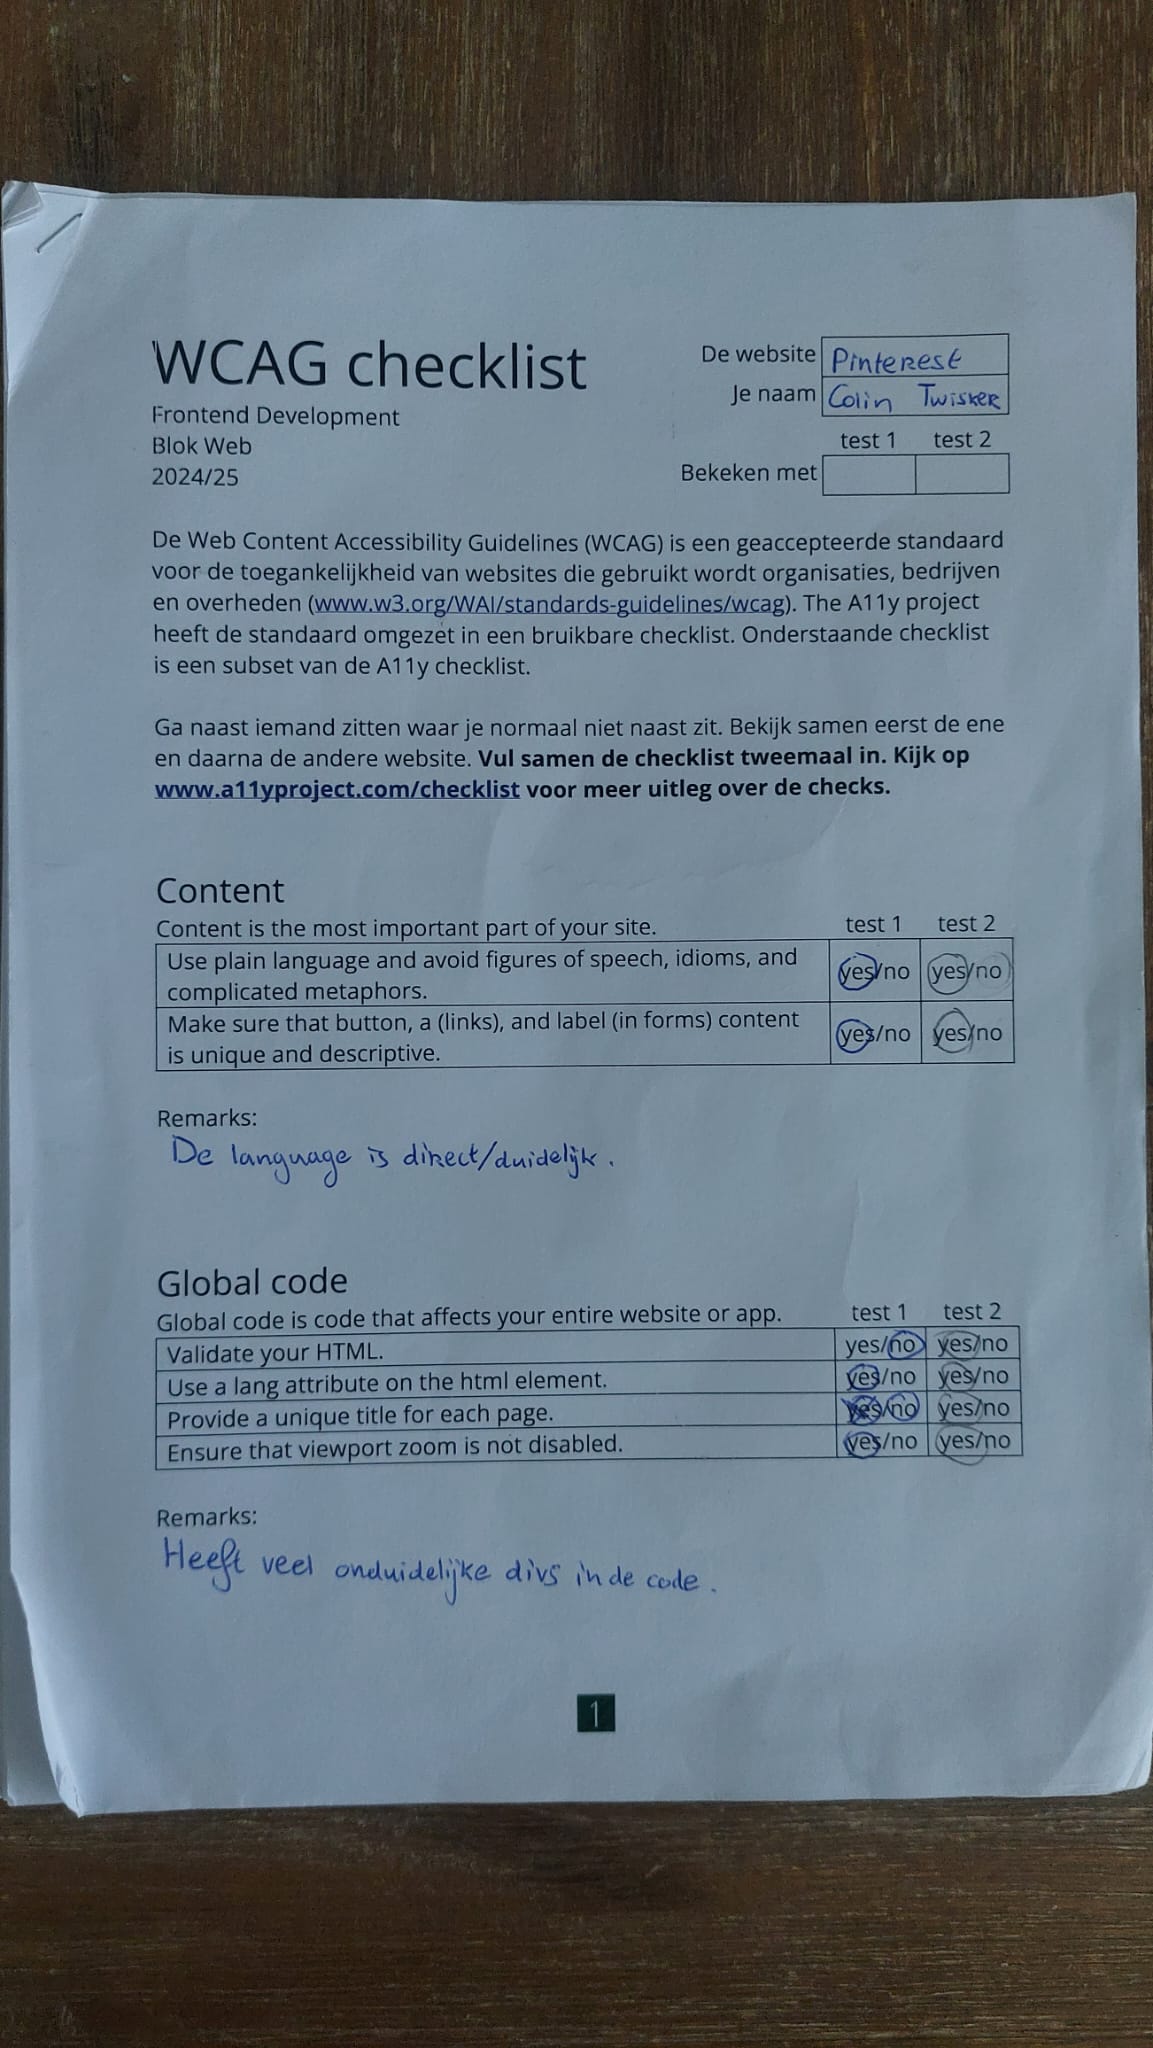 WCAG checklist
Frontend Development
Blok Web
2024/25
De website Pinterest
Je naam Colin Twisker
test 1 test 2
Bekeken met
De Web Content Accessibility Guidelines (WCAG) is een geaccepteerde standaard
voor de toegankelijkheid van websites die gebruikt wordt organisaties, bedrijven
en overheden (www.w3.org/WAI/standards-guidelines/wcag). The A11y project
heeft de standaard omgezet in een bruikbare checklist. Onderstaande checklist
is een subset van de A11y checklist.
Ga naast iemand zitten waar je normaal niet naast zit. Bekijk samen eerst de ene
en daarna de andere website. Vul samen de checklist tweemaal in. Kijk op
www.a11yproject.com/checklist voor meer uitleg over de checks.
Content
Content is the most important part of your site. test 1 test 2
Use plain language and avoid figures of speech, idioms, and
complicated metaphors. yes/no yes/no
Make sure that button, a (links), and label (in forms) content
is unique and descriptive. yes/no yes/no
Remarks:
De language is direct/duidelijk.
Global code
Global code is code that affects your entire website or app. test 1 test 2
Validate your HTML. yes/no yes/no
Use a lang attribute on the html element. yes/no yes/no
Provide a unique title for each page. yes/no yes/no
Ensure that viewport zoom is not disabled. yes/no yes/no
Remarks:
Heeft veel onduidelijke divs in de code.
1